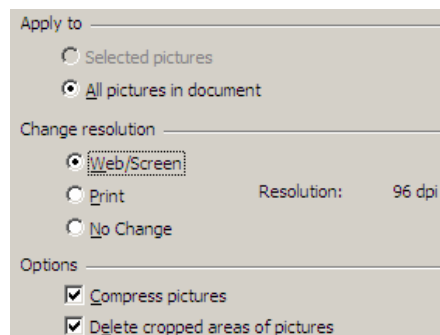 Apply to
Selected pictures
All pictures in document
Change resolution
Web/Screen
Print Resolution: 96 dpi
No Change
Options
Compress pictures
Delete cropped areas of pictures